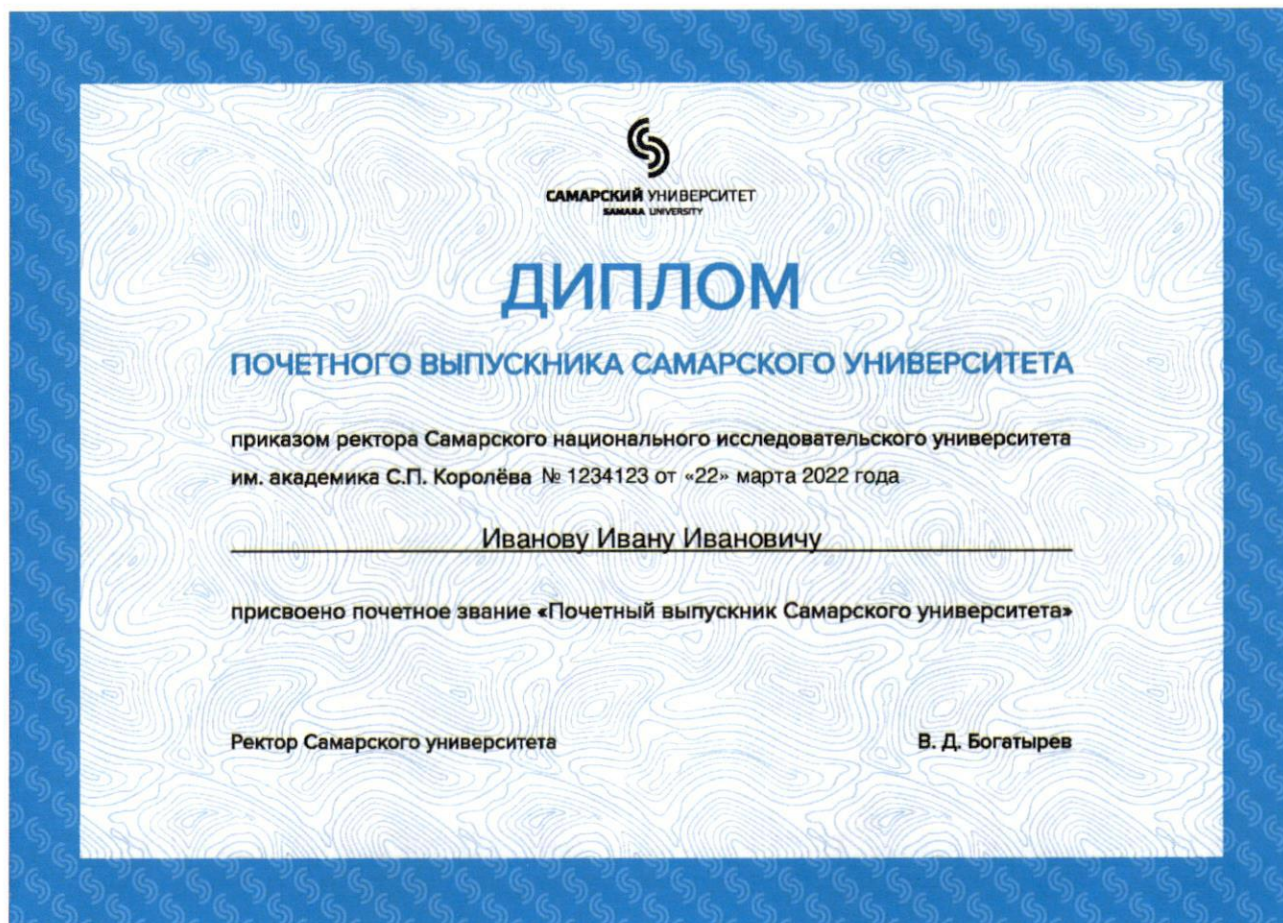 САМАРСКИЙ УНИВЕРСИТЕТ
SAMARA UNIVERSITY
ДИПЛОМ
ПОЧЕТНОГО ВЫПУСКНИКА САМАРСКОГО УНИВЕРСИТЕТА
приказом ректора Самарского национального исследовательского университета
им. академика С.П. Королёва № 1234123 от «22» марта 2022 года
Иванову Ивану Ивановичу
присвоено почетное звание «Почетный выпускник Самарского университета»
Ректор Самарского университета В. Д. Богатырев